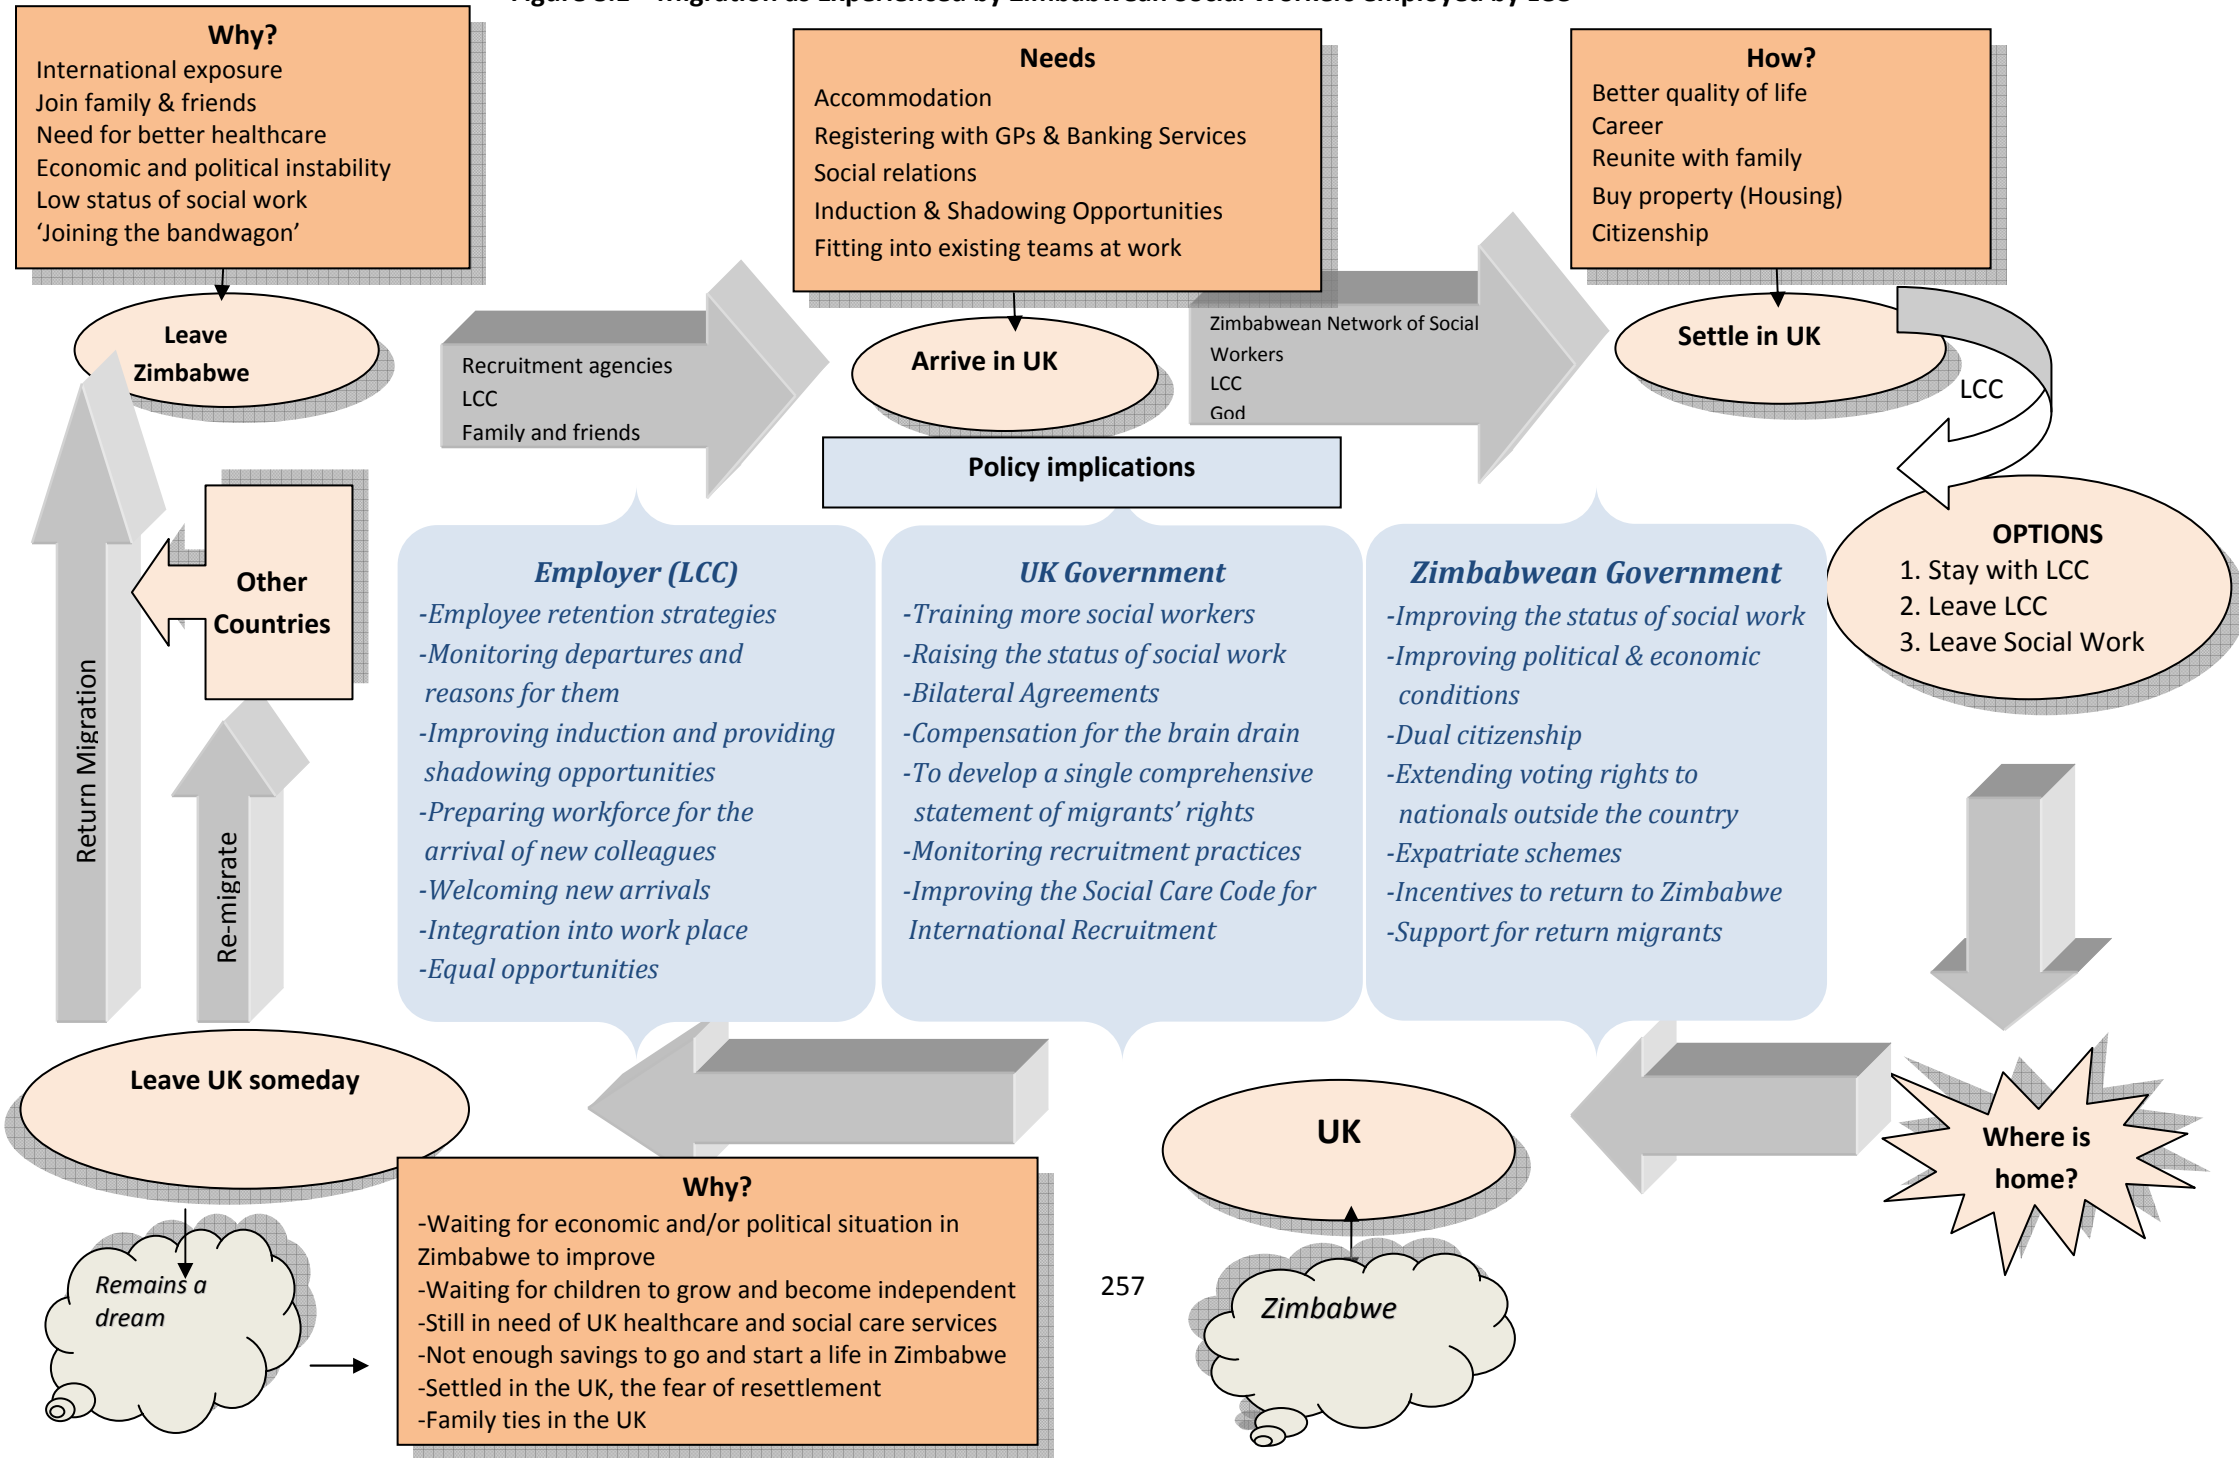 Why?
International exposure
Join family & friends
Need for better healthcare
Economic and political instability
Low status of social work
‘Joining the bandwagon’
Needs
Accommodation
Registering with GPs & Banking Services
Social relations
Induction & Shadowing Opportunities
Fitting into existing teams at work
How?
Better quality of life
Career
Reunite with family
Buy property (Housing)
Citizenship
Leave
Zimbabwe
Recruitment agencies
LCC
Family and friends
Arrive in UK
Zimbabwean Network of Social
Workers
LCC
God
Settle in UK
LCC
Policy implications
OPTIONS
1. Stay with LCC
2. Leave LCC
3. Leave Social Work
Other
Countries
Return Migration
Re-migrate
Employer (LCC)
-Employee retention strategies
-Monitoring departures and
reasons for them
-Improving induction and providing
shadowing opportunities
-Preparing workforce for the
arrival of new colleagues
-Welcoming new arrivals
-Integration into work place
-Equal opportunities
UK Government
-Training more social workers
-Raising the status of social work
-Bilateral Agreements
-Compensation for the brain drain
-To develop a single comprehensive
statement of migrants’ rights
-Monitoring recruitment practices
-Improving the Social Care Code for
International Recruitment
Zimbabwean Government
-Improving the status of social work
-Improving political & economic
conditions
-Dual citizenship
-Extending voting rights to
nationals outside the country
-Expatriate schemes
-Incentives to return to Zimbabwe
-Support for return migrants
Leave UK someday
UK
Where is
home?
Remains a
dream
Why?
-Waiting for economic and/or political situation in
Zimbabwe to improve
-Waiting for children to grow and become independent
-Still in need of UK healthcare and social care services
-Not enough savings to go and start a life in Zimbabwe
-Settled in the UK, the fear of resettlement
-Family ties in the UK
257
Zimbabwe